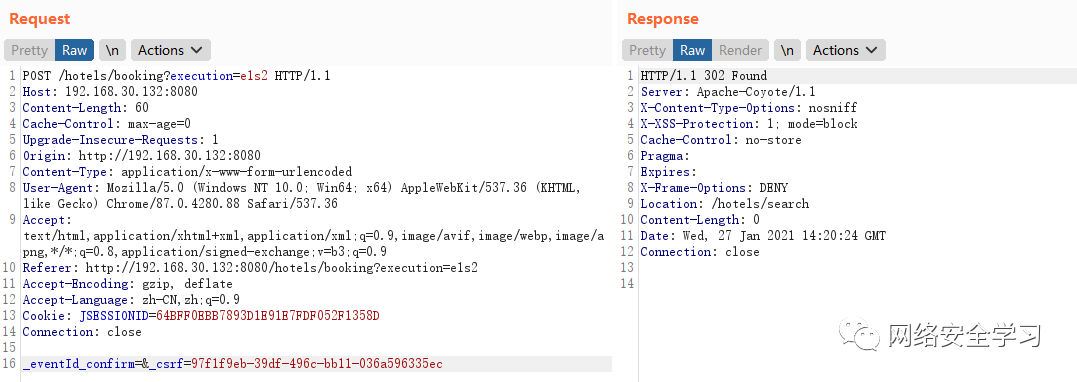 Request
Pretty Raw \n Actions
1 POST /hotels/booking?execution=e1s2 HTTP/1.1
2 Host: 192.168.30.132:8080
3 Content-Length: 60
4 Cache-Control: max-age=0
5 Upgrade-Insecure-Requests: 1
6 Origin: http://192.168.30.132:8080
7 Content-Type: application/x-www-form-urlencoded
8 User-Agent: Mozilla/5.0 (Windows NT 10.0; Win64; x64) AppleWebKit/537.36 (KHTML,
like Gecko) Chrome/87.0.4280.88 Safari/537.36
9 Accept:
text/html,application/xhtml+xml,application/xml;q=0.9,image/avif,image/webp,image/a
png,*/*;q=0.8,application/signed-exchange;v=b3;q=0.9
10 Referer: http://192.168.30.132:8080/hotels/booking?execution=e1s2
11 Accept-Encoding: gzip, deflate
12 Accept-Language: zh-CN,zh;q=0.9
13 Cookie: JSESSIONID=64BFF0EBB7893D1E91E7FDF052F1358D
14 Connection: close
15
16 _eventId_confirm=&_csrf=97f1f9eb-39df-496c-bb11-036a596335ec
Response
Pretty Raw Render \n Actions
1 HTTP/1.1 302 Found
2 Server: Apache-Coyote/1.1
3 X-Content-Type-Options: nosniff
4 X-XSS-Protection: 1; mode=block
5 Cache-Control: no-store
6 Pragma:
7 Expires:
8 X-Frame-Options: DENY
9 Location: /hotels/search
10 Content-Length: 0
11 Date: Wed, 27 Jan 2021 14:20:24 GMT
12 Connection: close
13
14
网络安全学习